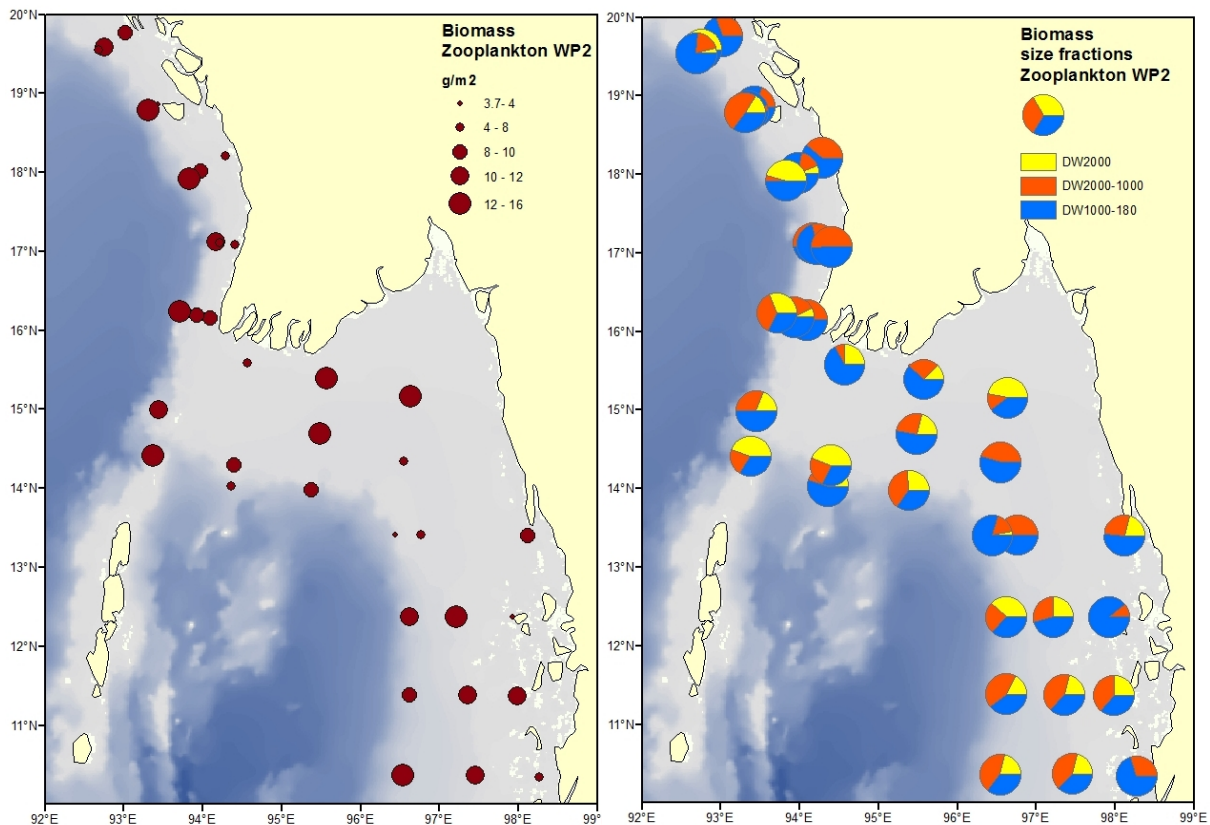 Biomass
Zooplankton WP2
g/m2
3.7- 4
4 - 8
8 - 10
10 - 12
12 - 16
20°N
19°N
18°N
17°N
16°N
15°N
14°N
13°N
12°N
11°N
92°E
93°E
94°E
95°E
96°E
97°E
98°E
99°
Biomass
size fractions
Zooplankton WP2
DW2000
DW2000-1000
DW1000-180
20°N
19°N
18°N
17°N
16°N
15°N
14°N
13°N
12°N
11°N
92°E
93°E
94°E
95°E
96°E
97°E
98°E
99°E